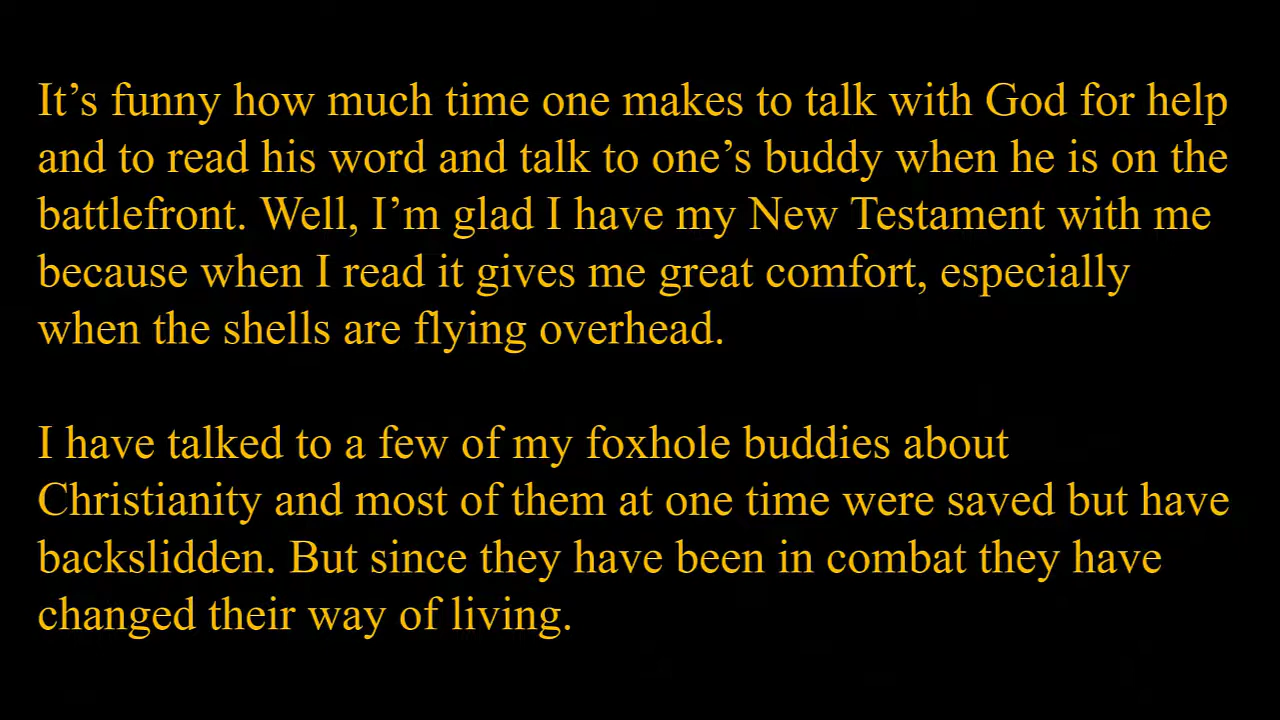 It’s funny how much time one makes to talk with God for help
and to read his word and talk to one’s buddy when he is on the
battlefront. Well, I’m glad I have my New Testament with me
because when I read it gives me great comfort, especially
when the shells are flying overhead.
I have talked to a few of my foxhole buddies about
Christianity and most of them at one time were saved but have
backslidden. But since they have been in combat they have
changed their way of living.